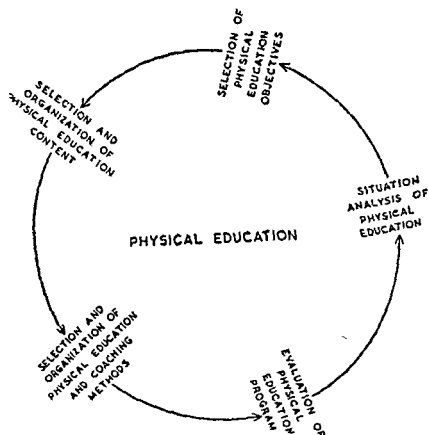 SELECTION OF
PHYSICAL
EDUCATION
OBJECTIVES
SELECTION AND
ORGANIZATION OF
PHYSICAL EDUCATION
CONTENT
SITUATION
ANALYSIS OF
PHYSICAL
EDUCATION
PHYSICAL EDUCATION
SELECTION AND
ORGANIZATION OF
PHYSICAL EDUCATION
AND COACHING
METHODS
EVALUATION OF
PHYSICAL
EDUCATION
PROGRAM